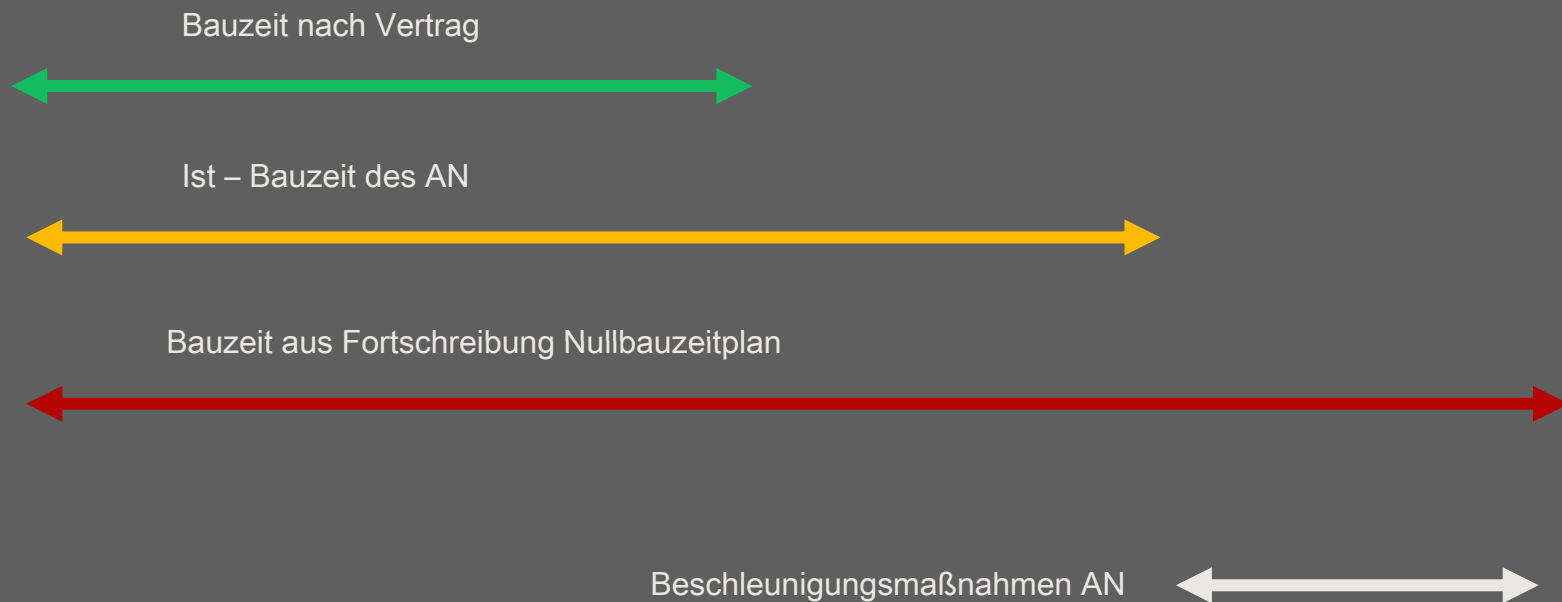 Bauzeit nach Vertrag
Ist – Bauzeit des AN
Bauzeit aus Fortschreibung Nullbauzeitplan
Beschleunigungsmaßnahmen AN